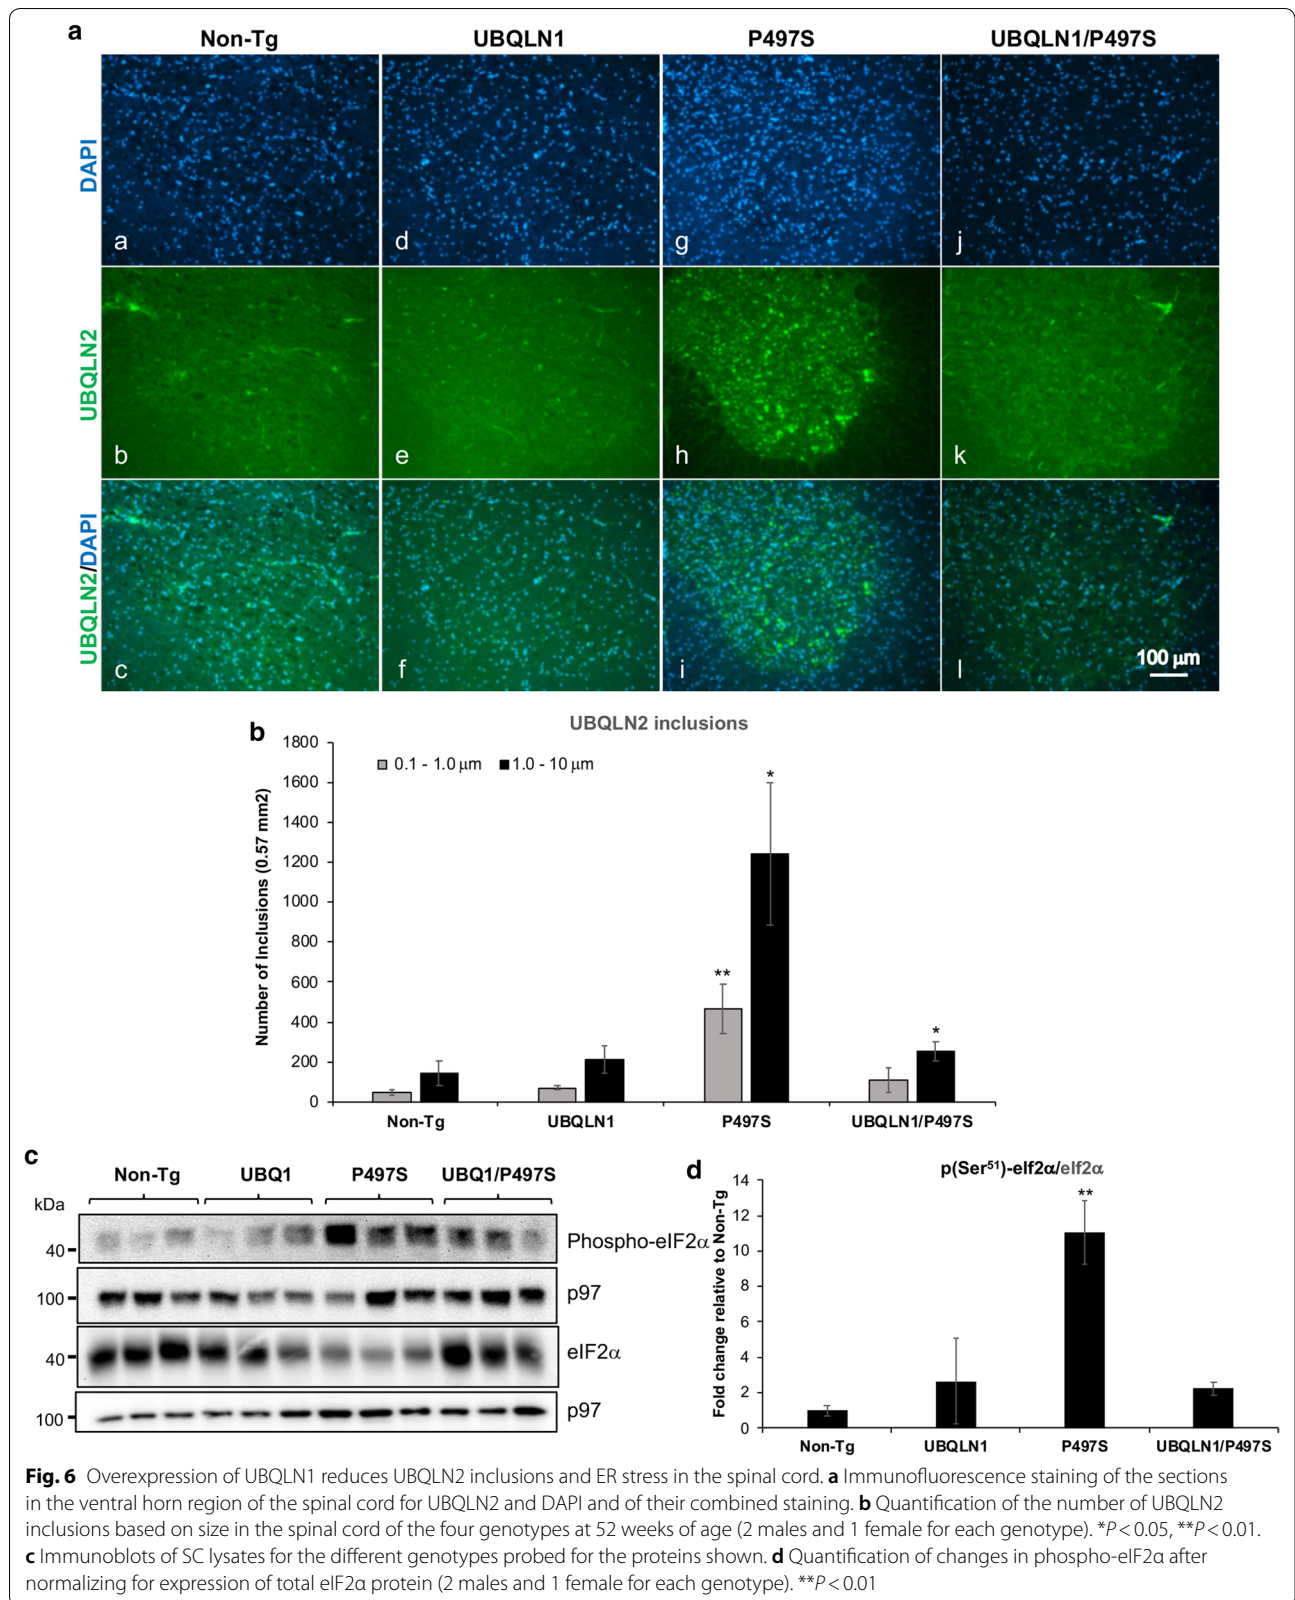 a
Non-Tg UBQLN1 P497S UBQLN1/P497S
DAPI
a d g j
UBQLN2
b e h k
UBQLN2/DAPI
c f i l
100 μm
b
UBQLN2 inclusions
0.1 - 1.0 μm 1.0 - 10 μm
Number of Inclusions (0.57 mm2)
1800
1600
1400
1200
1000
800
600
400
200
0
*
**
*
Non-Tg UBQLN1 P497S UBQLN1/P497S
c
Non-Tg UBQ1 P497S UBQ1/P497S
kDa
40 Phospho-eIF2α
100 p97
40 eIF2α
100 p97
d
p(Ser51)-eIf2α/eIf2α
Fold change relative to Non-Tg
14
12
10
8
6
4
2
0
**
Non-Tg UBQLN1 P497S UBQLN1/P497S
Fig. 6 Overexpression of UBQLN1 reduces UBQLN2 inclusions and ER stress in the spinal cord. a Immunofluorescence staining of the sections
in the ventral horn region of the spinal cord for UBQLN2 and DAPI and of their combined staining. b Quantification of the number of UBQLN2
inclusions based on size in the spinal cord of the four genotypes at 52 weeks of age (2 males and 1 female for each genotype). *P < 0.05, **P < 0.01.
c Immunoblots of SC lysates for the different genotypes probed for the proteins shown. d Quantification of changes in phospho-eIF2α after
normalizing for expression of total eIF2α protein (2 males and 1 female for each genotype). **P < 0.01